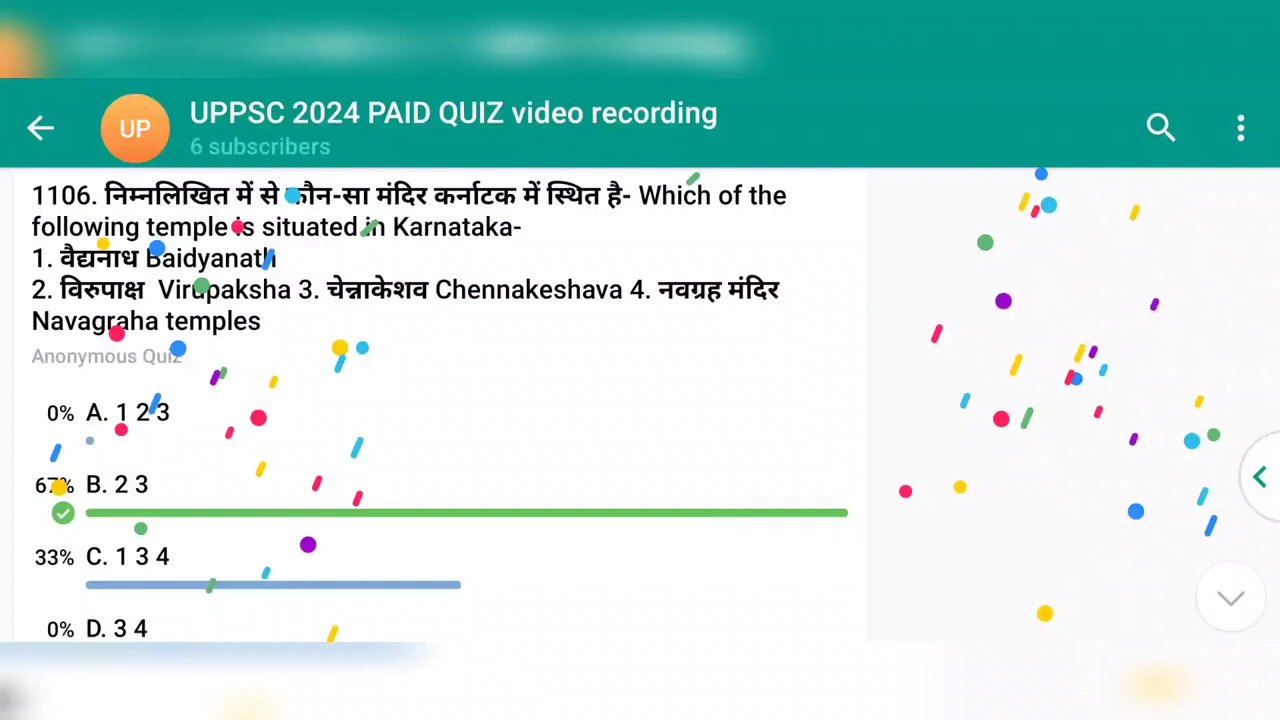 UP
UPPSC 2024 PAID QUIZ video recording
6 subscribers
1106. निम्नलिखित में से कौन-सा मंदिर कर्नाटक में स्थित है- Which of the
following temple is situated in Karnataka-
1. वैद्यनाध Baidyanath
2. विरुपाक्ष Virupaksha 3. चेन्नाकेशव Chennakeshava 4. नवग्रह मंदिर
Navagraha temples
Anonymous Quiz
0% A. 1 2 3
67% B. 2 3
33% C. 1 3 4
0% D. 3 4